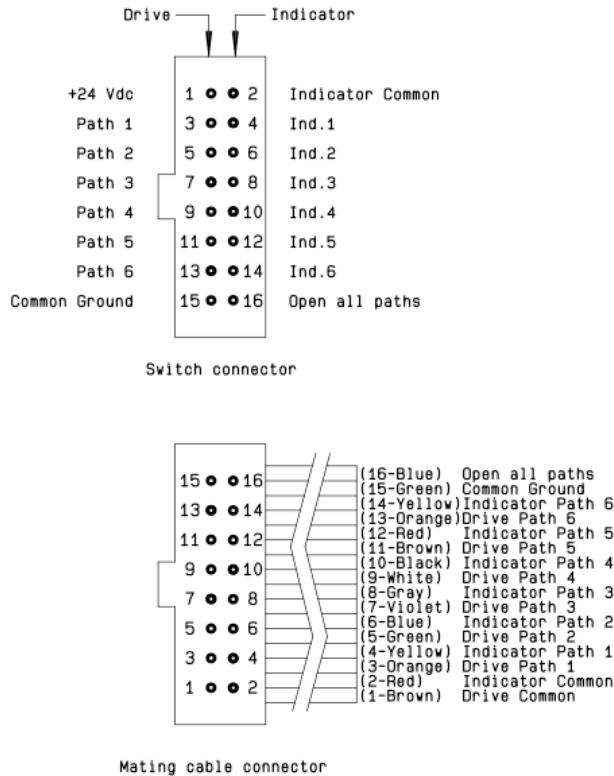 Drive Indicator
+24 Vdc 1 2 Indicator Common
Path 1 3 4 Ind.1
Path 2 5 6 Ind.2
Path 3 7 8 Ind.3
Path 4 9 10 Ind.4
Path 5 11 12 Ind.5
Path 6 13 14 Ind.6
Common Ground 15 16 Open all paths
Switch connector
15 16
13 14
11 12
9 10
7 8
5 6
3 4
1 2
(16-Blue) Open all paths
(15-Green) Common Ground
(14-Yellow) Indicator Path 6
(13-Orange) Drive Path 6
(12-Red) Indicator Path 5
(11-Brown) Drive Path 5
(10-Black) Indicator Path 4
(9-White) Drive Path 4
(8-Gray) Indicator Path 3
(7-Violet) Drive Path 3
(6-Blue) Indicator Path 2
(5-Green) Drive Path 2
(4-Yellow) Indicator Path 1
(3-Orange) Drive Path 1
(2-Red) Indicator Common
(1-Brown) Drive Common
Mating cable connector